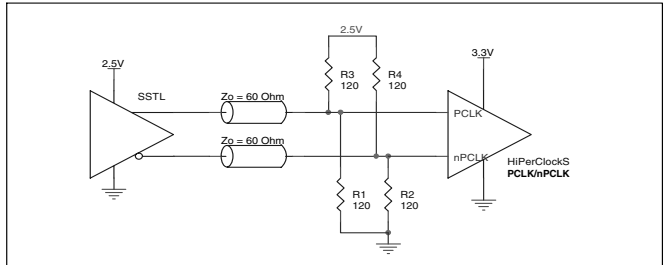 2.5V
3.3V
2.5V
SSTL
R3
120
R4
120
Zo = 60 Ohm
PCLK
Zo = 60 Ohm
nPCLK
HiPerClockS
PCLK/nPCLK
R1
120
R2
120